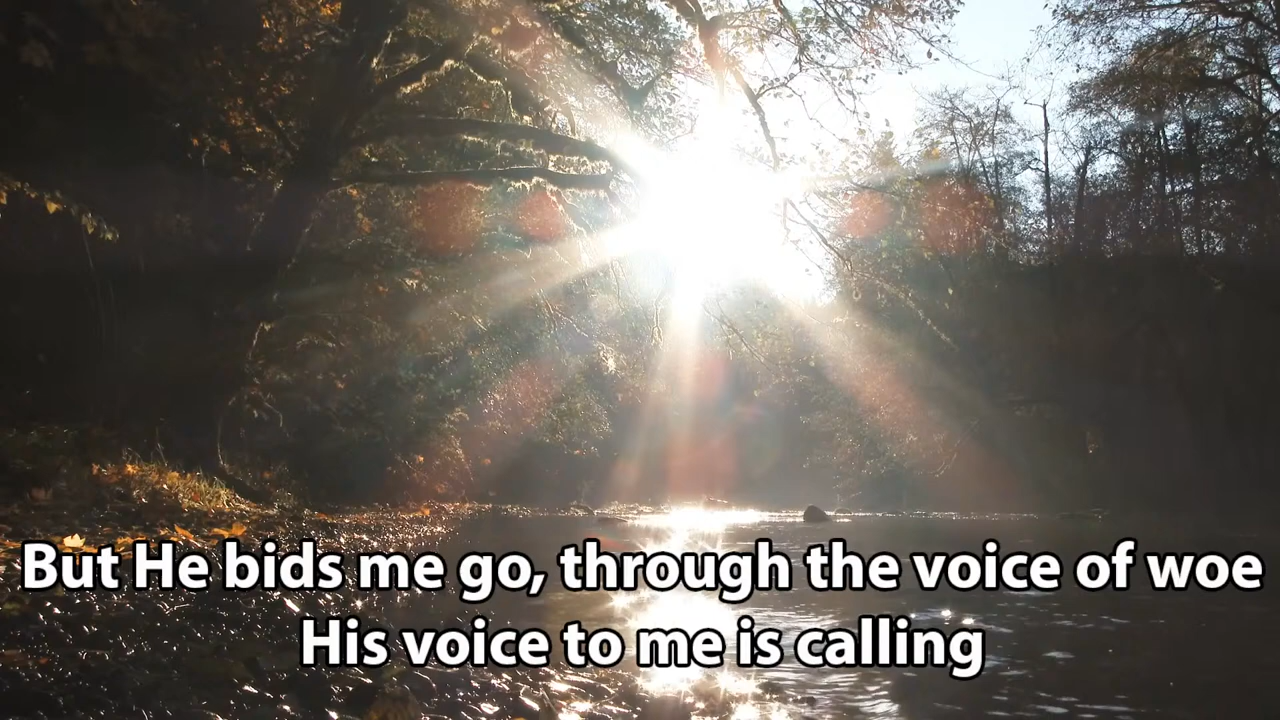 But He bids me go, through the voice of woe
His voice to me is calling